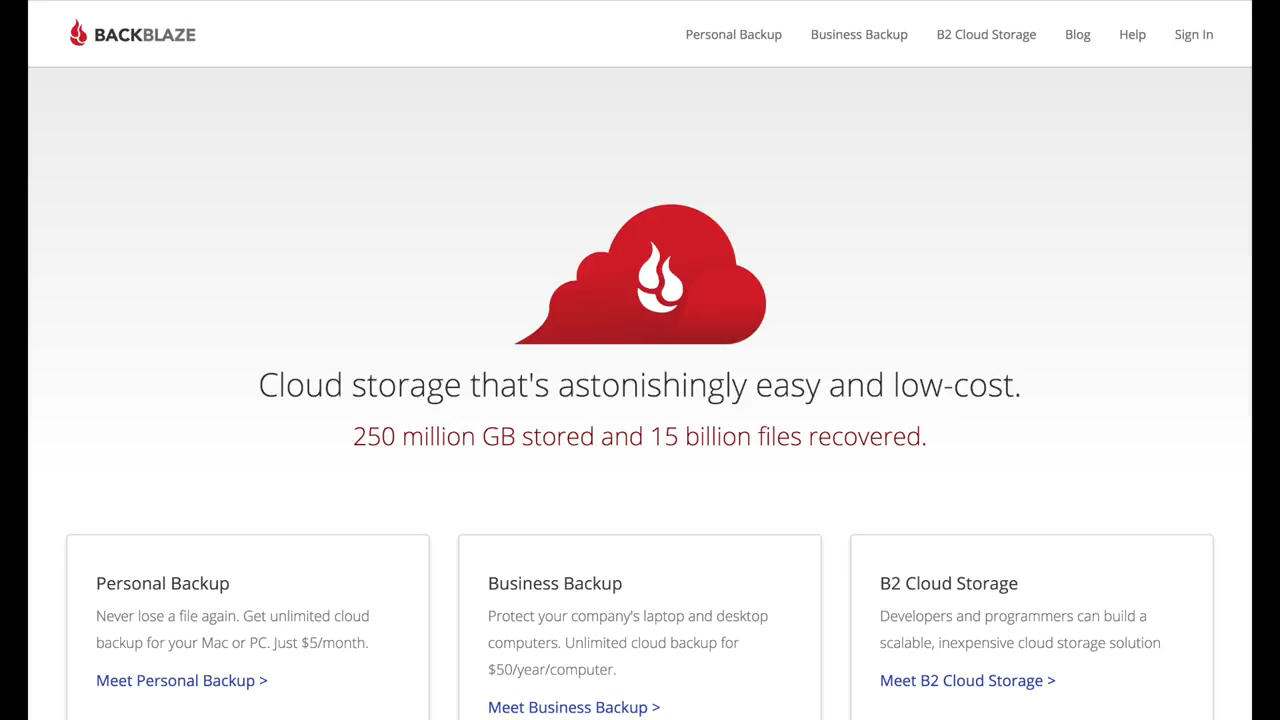 BACKBLAZE
Personal Backup
Business Backup
B2 Cloud Storage
Blog
Help
Sign In
Cloud storage that's astonishingly easy and low-cost.
250 million GB stored and 15 billion files recovered.
Personal Backup
Never lose a file again. Get unlimited cloud
backup for your Mac or PC. Just $5/month.
Meet Personal Backup >
Business Backup
Protect your company's laptop and desktop
computers. Unlimited cloud backup for
$50/year/computer.
Meet Business Backup >
B2 Cloud Storage
Developers and programmers can build a
scalable, inexpensive cloud storage solution
Meet B2 Cloud Storage >